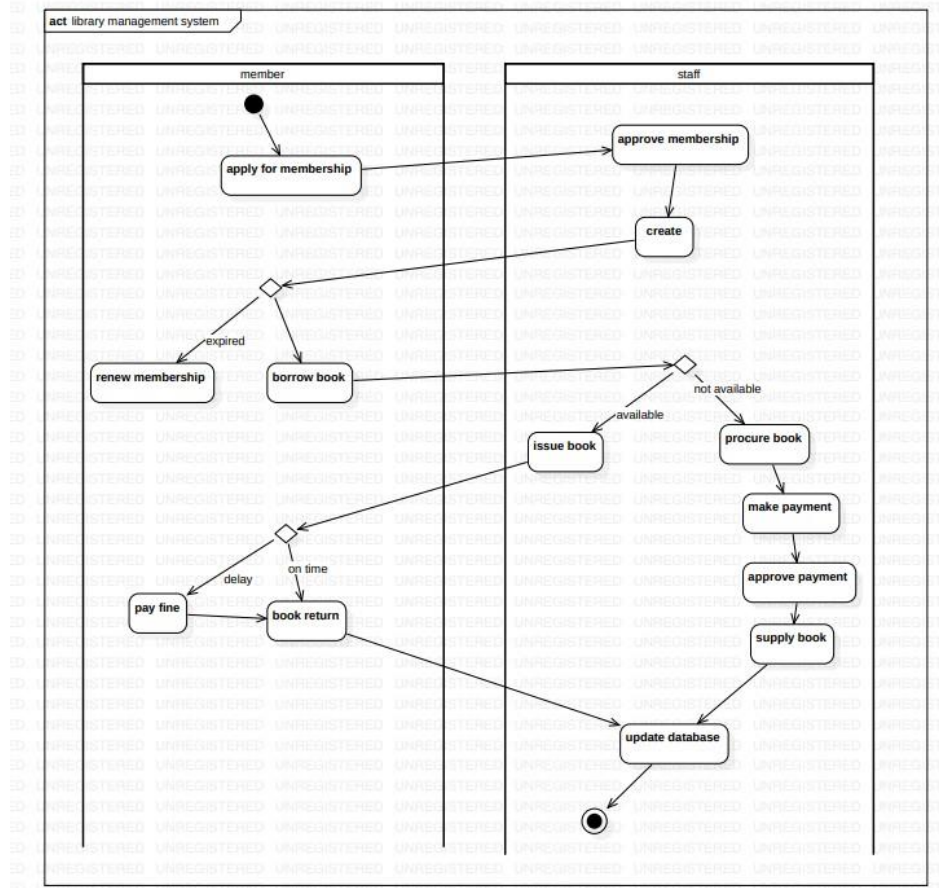 act library management system
member
staff
approve membership
apply for membership
create
expired
renew membership
borrow book
not available
available
issue book
procure book
make payment
delay
on time
approve payment
pay fine
book return
supply book
update database
UNREGISTERED